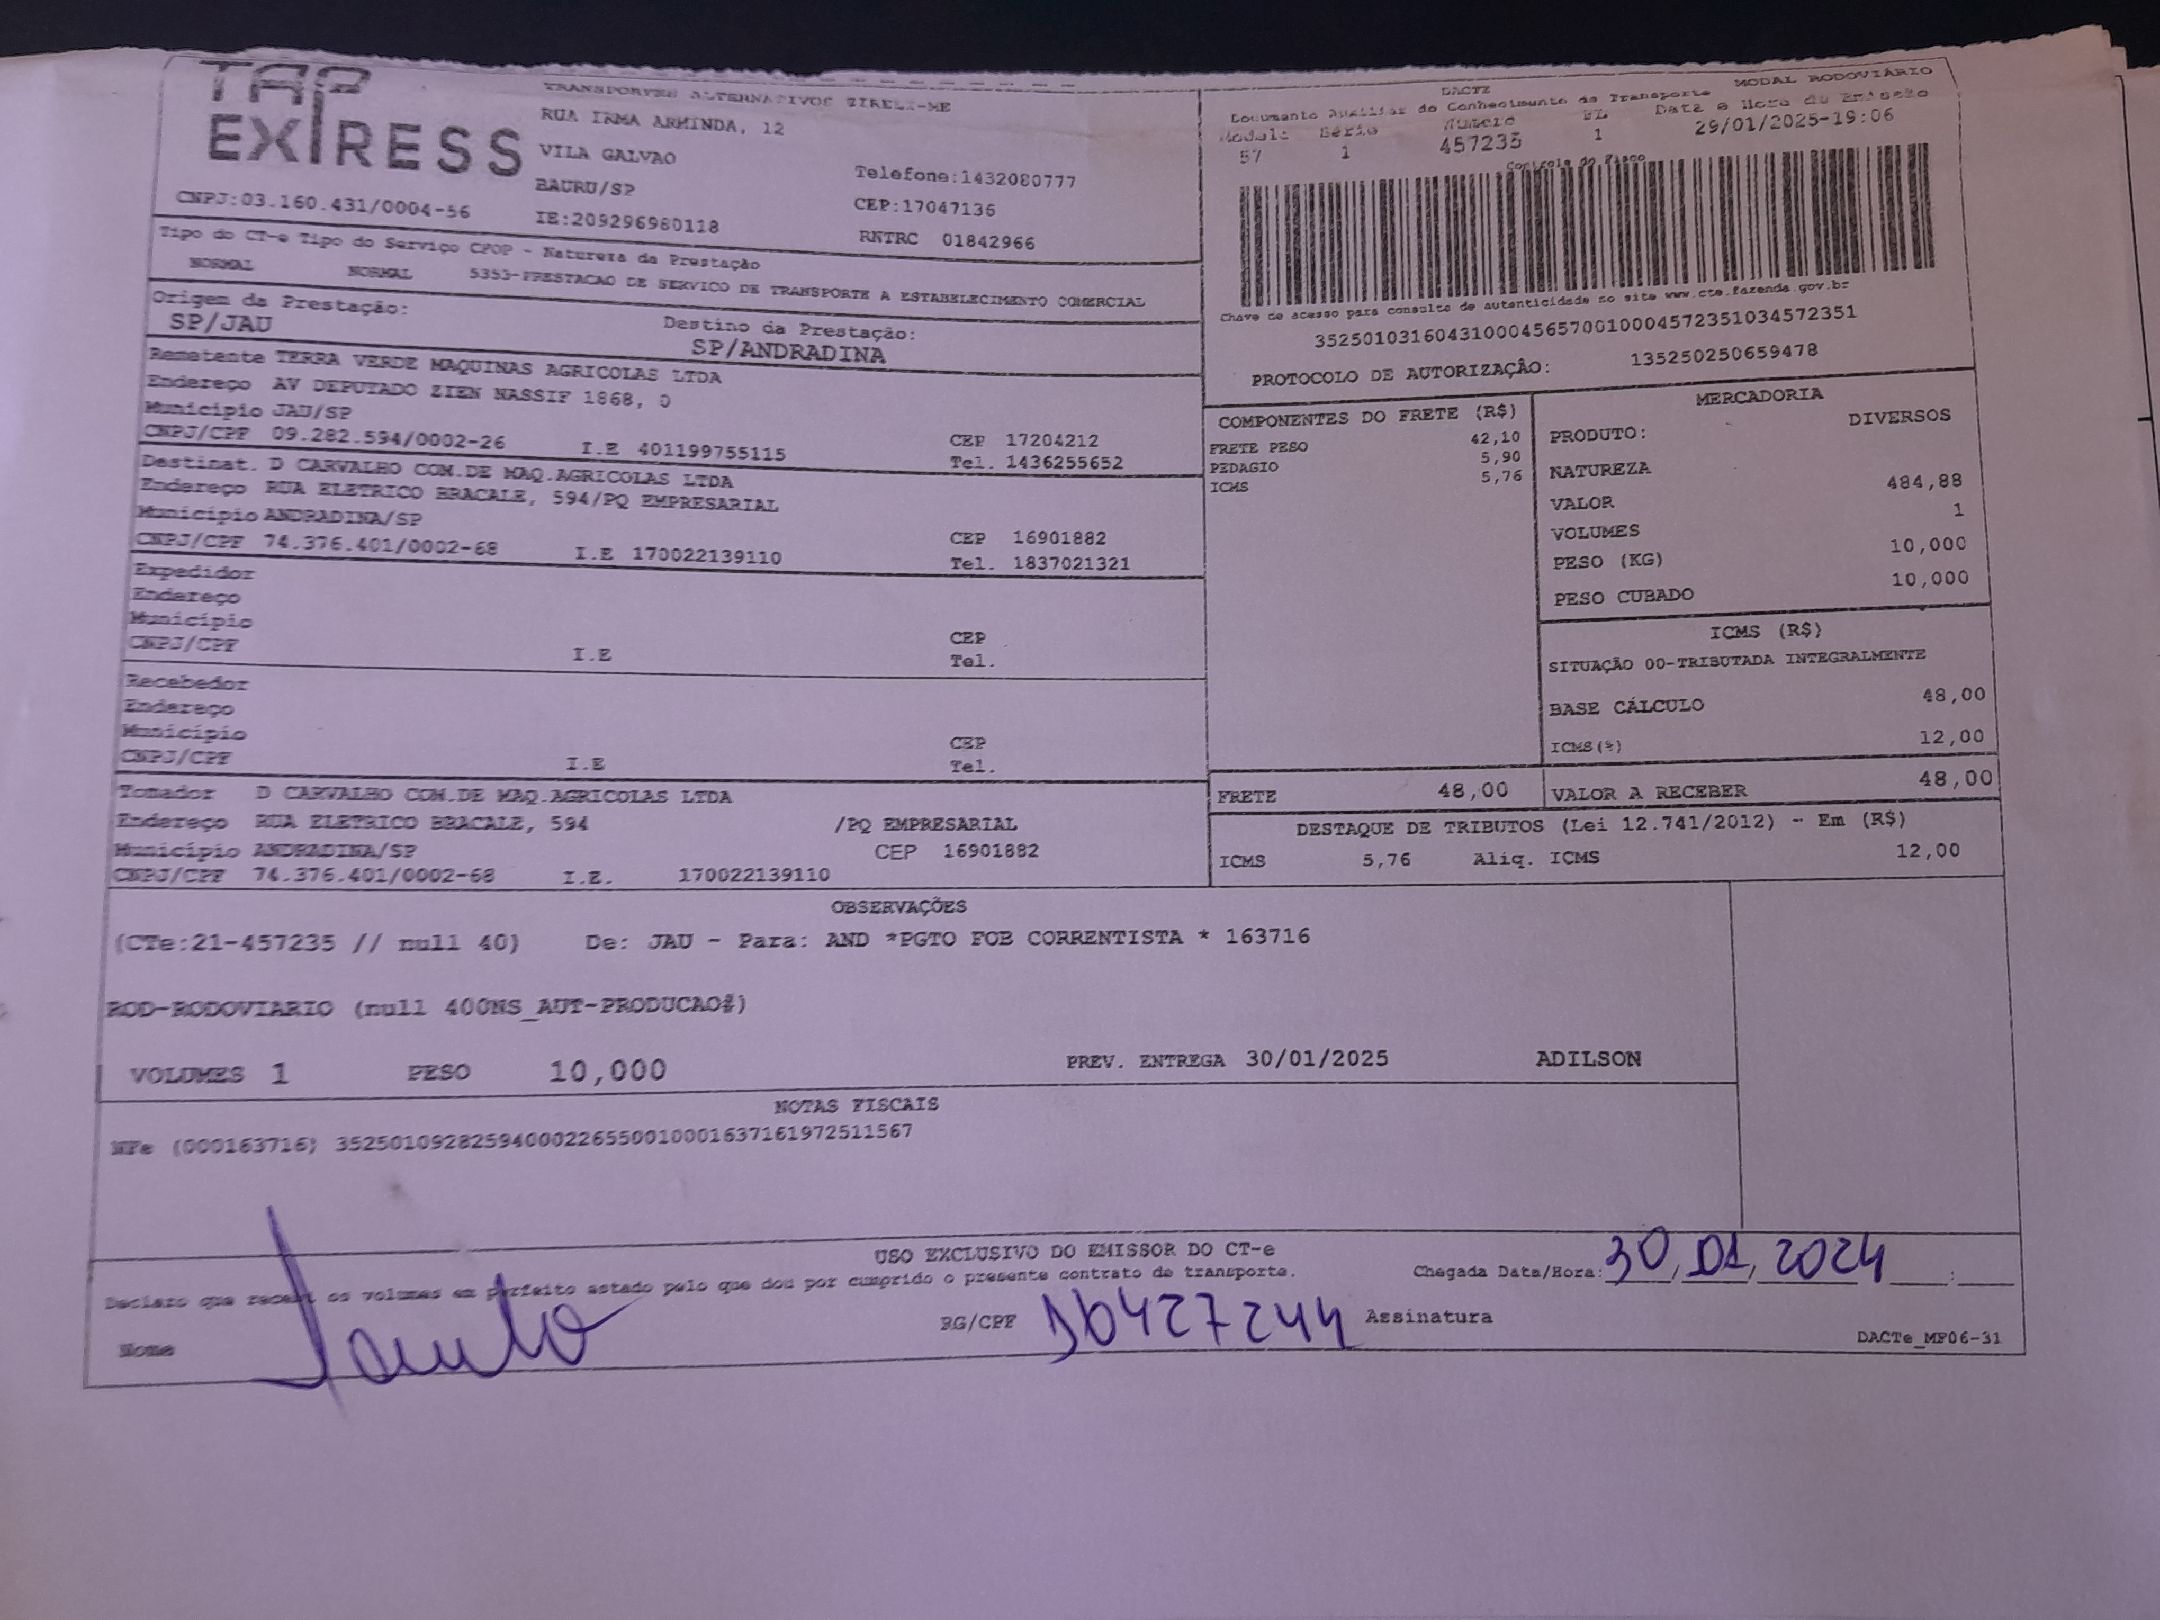 TAP
EXPRESS
CNPJ:03.160.431/0004-56
TRANSPORTES ALTERNATIVOS EIRELI-ME
RUA IRMA ARMINDA, 12
VILA GALVAO
BAURU/SP
IE:209296980118
Telefone:1432080777
CEP:17047136
RNTRC 01842966
DACTE
MODAL RODOVIÁRIO
Documento Auxiliar do Conhecimento de Transporte
Modelo Série Número FL Data e Hora da Emissão
57 1 457235 1 29/01/2025-19:06
Controle do Fisco
Chave de acesso para consulta de autenticidade no site www.cte.fazenda.gov.br
35250103160431000456570010004572351034572351
PROTOCOLO DE AUTORIZAÇÃO: 135250250659478
Tipo do CT-e Tipo do Serviço CFOP - Natureza da Prestação
NORMAL NORMAL 5353-PRESTACAO DE SERVICO DE TRANSPORTE A ESTABELECIMENTO COMERCIAL
Origem da Prestação: Destino da Prestação:
SP/JAU SP/ANDRADINA
Remetente TERRA VERDE MAQUINAS AGRICOLAS LTDA
Endereço AV DEPUTADO ZIEN NASSIF 1868, 0
Município JAU/SP CEP 17204212
CNPJ/CPF 09.282.594/0002-26 I.E 401199755115 Tel. 1436255652
Destinat. D CARVALHO COM.DE MAQ.AGRICOLAS LTDA
Endereço RUA ELETRICO BRACALE, 594/PQ EMPRESARIAL
Município ANDRADINA/SP CEP 16901882
CNPJ/CPF 74.376.401/0002-68 I.E 170022139110 Tel. 1837021321
Expedidor
Endereço
Município CEP
CNPJ/CPF I.E Tel.
Recebedor
Endereço
Município CEP
CNPJ/CPF I.E Tel.
Tomador D CARVALHO COM.DE MAQ.AGRICOLAS LTDA
Endereço RUA ELETRICO BRACALE, 594 /PQ EMPRESARIAL
Município ANDRADINA/SP CEP 16901882
CNPJ/CPF 74.376.401/0002-68 I.E. 170022139110
COMPONENTES DO FRETE (R$)
FRETE PESO 42,10
PEDAGIO 5,90
ICMS 5,76
MERCADORIA
PRODUTO: DIVERSOS
NATUREZA
VALOR 484,88
VOLUMES 1
PESO (KG) 10,000
PESO CUBADO 10,000
ICMS (R$)
SITUAÇÃO 00-TRIBUTADA INTEGRALMENTE
BASE CÁLCULO 48,00
ICMS(%) 12,00
FRETE 48,00 VALOR A RECEBER 48,00
DESTAQUE DE TRIBUTOS (Lei 12.741/2012) - Em (R$)
ICMS 5,76 Aliq. ICMS 12,00
OBSERVAÇÕES
(CTe:21-457235 // null 40) De: JAU - Para: AND *PGTO FOB CORRENTISTA * 163716
ROD-RODOVIARIO (null 400NS_AUT-PRODUCAO#)
VOLUMES 1 PESO 10,000 PREV. ENTREGA 30/01/2025 ADILSON
NOTAS FISCAIS
NFe (000163716) 35250109282594000226550010001637161972511567
USO EXCLUSIVO DO EMISSOR DO CT-e
Declaro que recebi os volumes em perfeito estado pelo que dou por cumprido o presente contrato de transporte. Chegada Data/Hora: 30, 01, 2024 :
Nome RG/CPF 36427244 Assinatura
DACTe_MF06-31